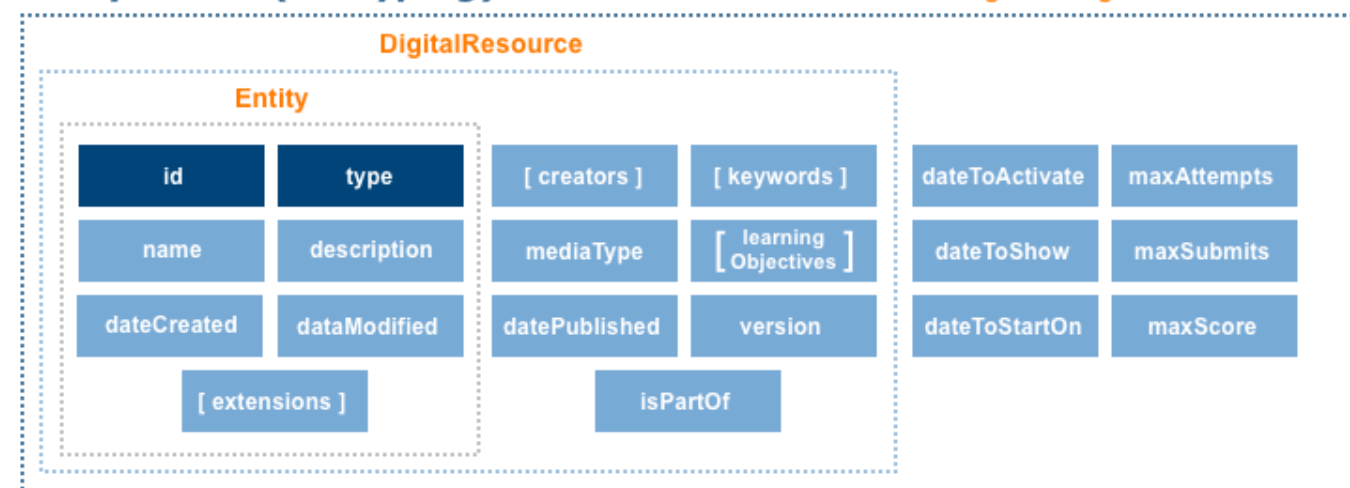 DigitalResource
Entity
id
type
[ creators ]
[ keywords ]
dateToActivate
maxAttempts
name
description
mediaType
[ learning
Objectives ]
dateToShow
maxSubmits
dateCreated
dataModified
datePublished
version
dateToStartOn
maxScore
[ extensions ]
isPartOf